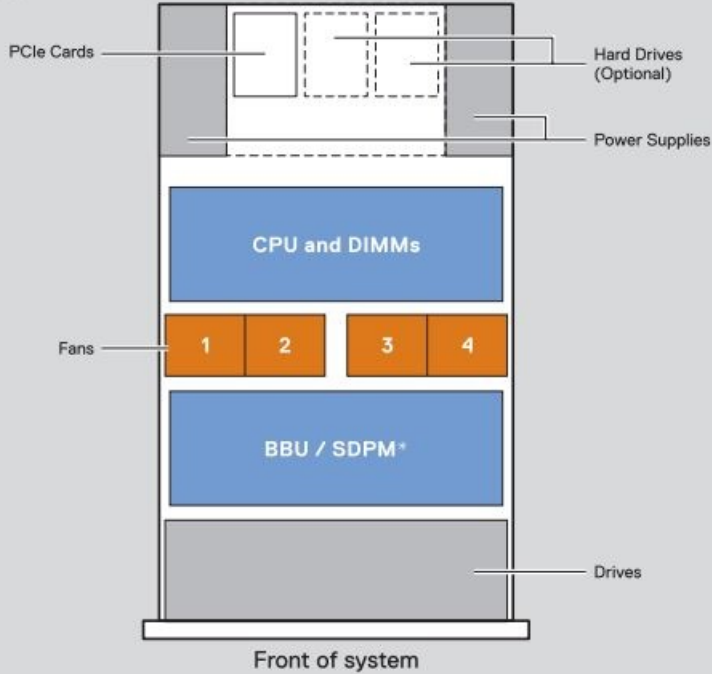 PCIe Cards
Hard Drives
(Optional)
Power Supplies
CPU and DIMMs
Fans
1
2
3
4
BBU / SDPM*
Drives
Front of system